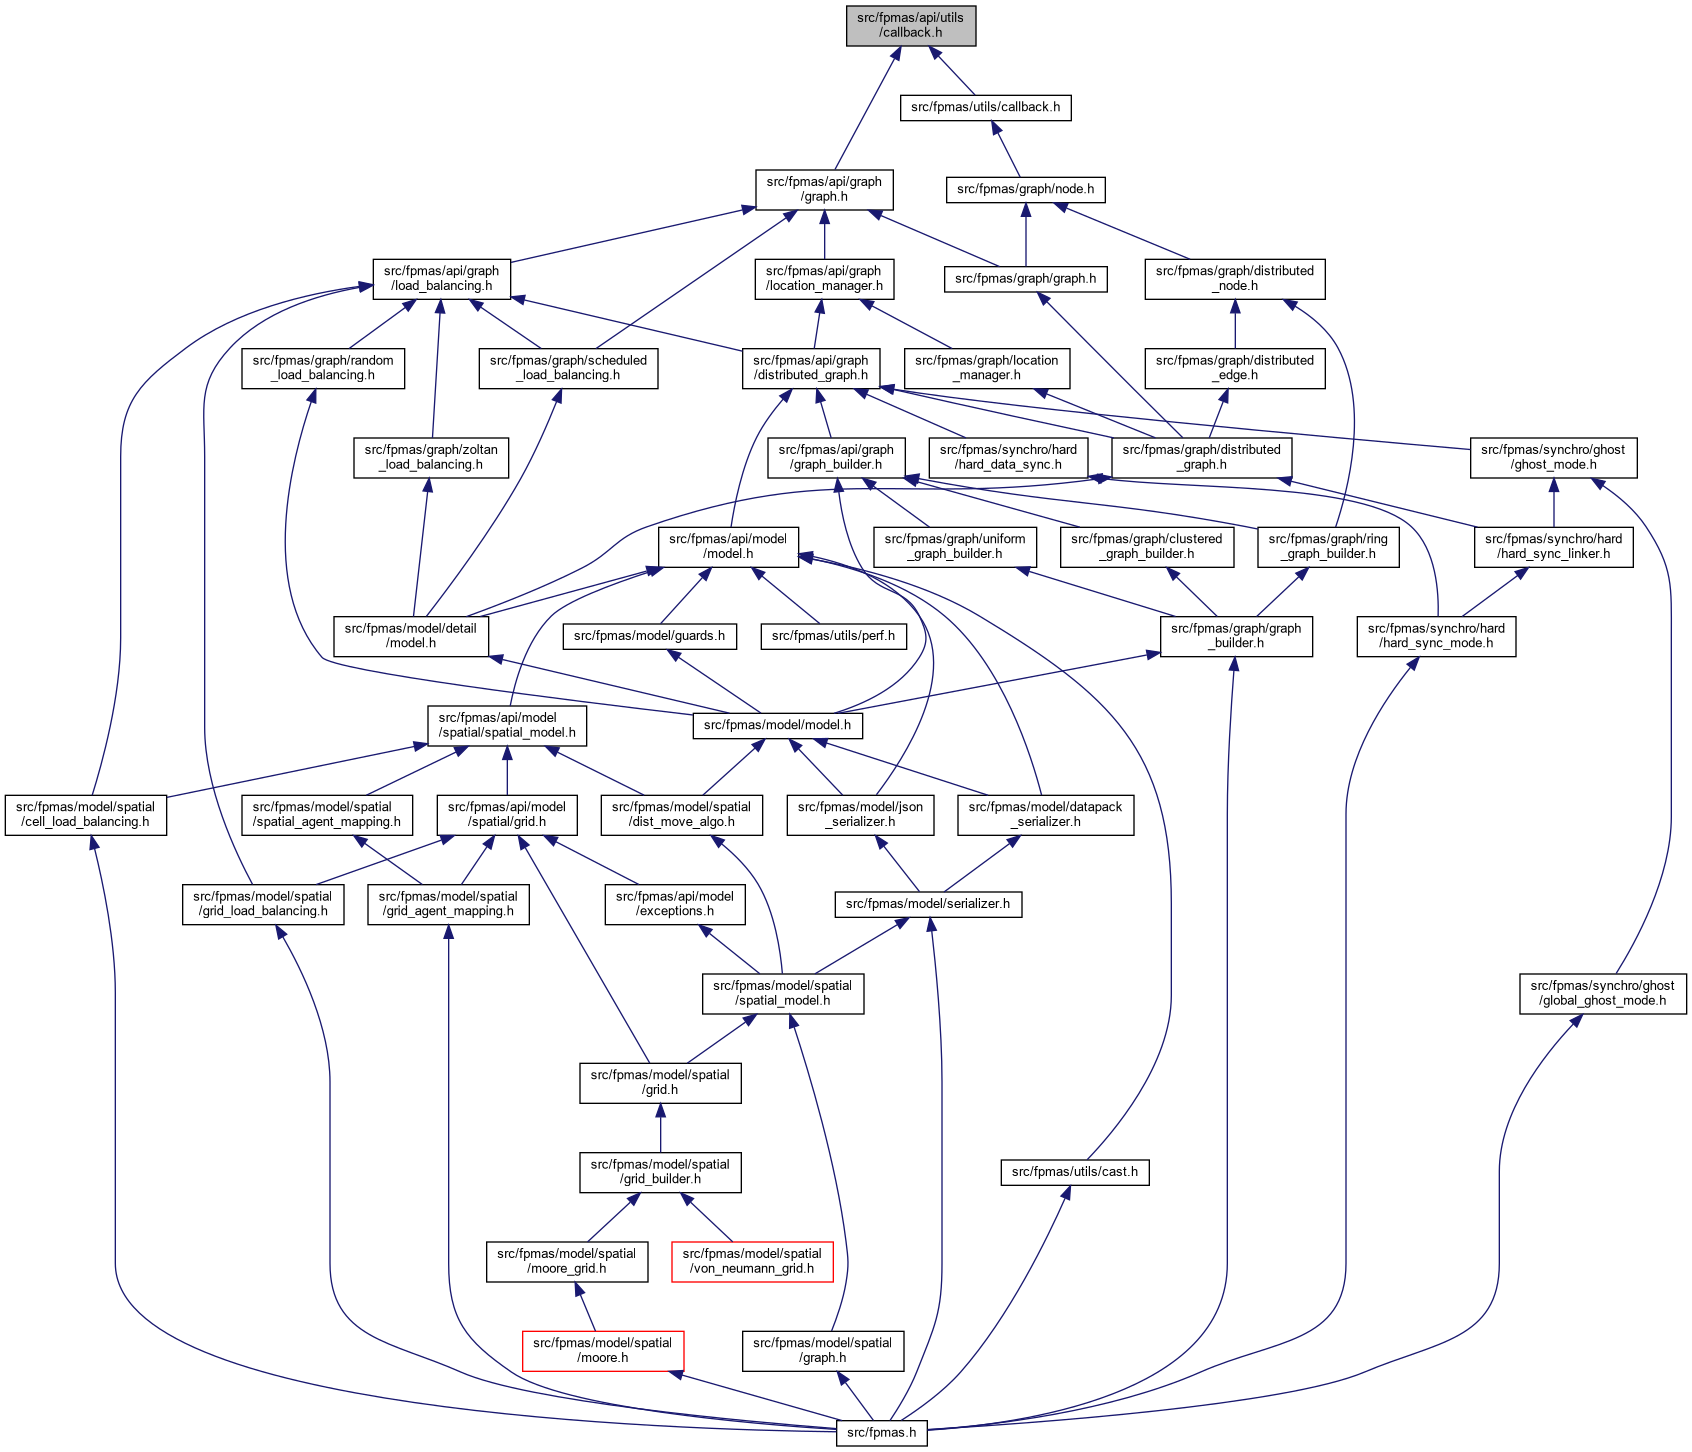 src/fpmas/api/utils
/callback.h
src/fpmas/utils/callback.h
src/fpmas/api/graph
/graph.h
src/fpmas/graph/node.h
src/fpmas/api/graph
/load_balancing.h
src/fpmas/api/graph
/location_manager.h
src/fpmas/graph/graph.h
src/fpmas/graph/distributed
_node.h
src/fpmas/graph/random
_load_balancing.h
src/fpmas/graph/scheduled
_load_balancing.h
src/fpmas/api/graph
/distributed_graph.h
src/fpmas/graph/location
_manager.h
src/fpmas/graph/distributed
_edge.h
src/fpmas/graph/zoltan
_load_balancing.h
src/fpmas/api/graph
/graph_builder.h
src/fpmas/synchro/hard
/hard_data_sync.h
src/fpmas/graph/distributed
_graph.h
src/fpmas/synchro/ghost
/ghost_mode.h
src/fpmas/api/model
/model.h
src/fpmas/graph/uniform
_graph_builder.h
src/fpmas/graph/clustered
_graph_builder.h
src/fpmas/graph/ring
_graph_builder.h
src/fpmas/synchro/hard
/hard_sync_linker.h
src/fpmas/model/detail
/model.h
src/fpmas/model/guards.h
src/fpmas/utils/perf.h
src/fpmas/graph/graph
_builder.h
src/fpmas/synchro/hard
/hard_sync_mode.h
src/fpmas/api/model
/spatial/spatial_model.h
src/fpmas/model/model.h
src/fpmas/model/spatial
/cell_load_balancing.h
src/fpmas/model/spatial
/spatial_agent_mapping.h
src/fpmas/api/model
/spatial/grid.h
src/fpmas/model/spatial
/dist_move_algo.h
src/fpmas/model/json
_serializer.h
src/fpmas/model/datapack
_serializer.h
src/fpmas/model/spatial
/grid_load_balancing.h
src/fpmas/model/spatial
/grid_agent_mapping.h
src/fpmas/api/model
/exceptions.h
src/fpmas/model/serializer.h
src/fpmas/model/spatial
/spatial_model.h
src/fpmas/synchro/ghost
/global_ghost_mode.h
src/fpmas/model/spatial
/grid.h
src/fpmas/model/spatial
/grid_builder.h
src/fpmas/utils/cast.h
src/fpmas/model/spatial
/moore_grid.h
src/fpmas/model/spatial
/von_neumann_grid.h
src/fpmas/model/spatial
/moore.h
src/fpmas/model/spatial
/graph.h
src/fpmas.h